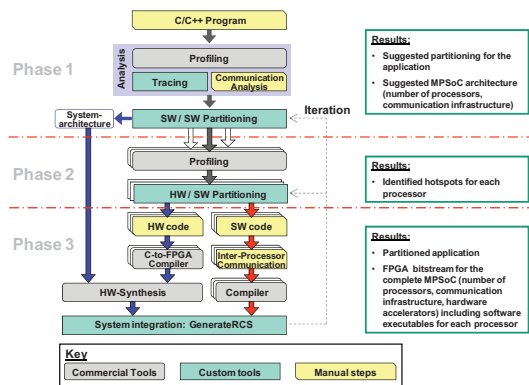 C/C++ Program
Phase 1
Analysis
Profiling
Tracing
Communication
Analysis
System-
architecture
SW / SW Partitioning
Iteration
Results:
• Suggested partitioning for the
application
• Suggested MPSoC architecture
(number of processors,
communication infrastructure)
Phase 2
Profiling
HW / SW Partitioning
Results:
• Identified hotspots for each
processor
Phase 3
HW code
SW code
C-to-FPGA
Compiler
Inter-Processor
Communication
HW-Synthesis
Compiler
System integration: GenerateRCS
Results:
• Partitioned application
• FPGA bitstream for the
complete MPSoC (number of
processors, communication
infrastructure, hardware
accelerators) including software
executables for each processor
Key
Commercial Tools
Custom tools
Manual steps